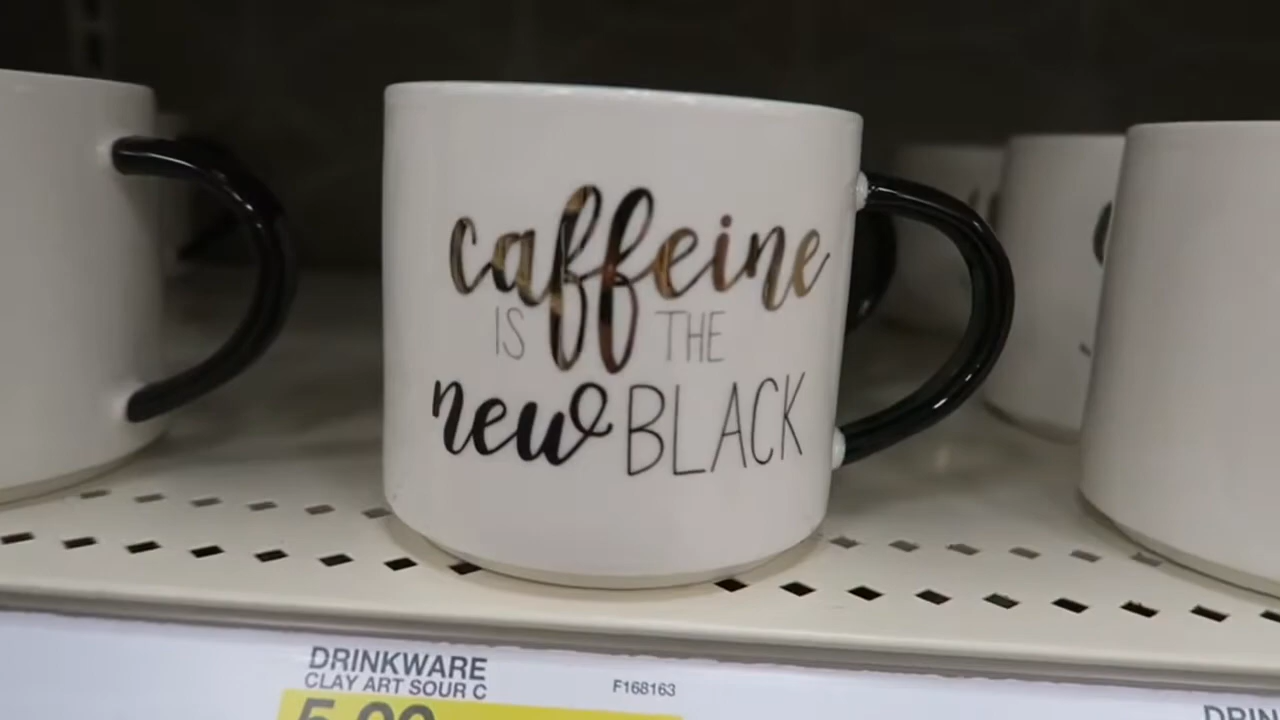 caffeine
IS THE
new BLACK
DRINKWARE
CLAY ART SOUR C
F168163